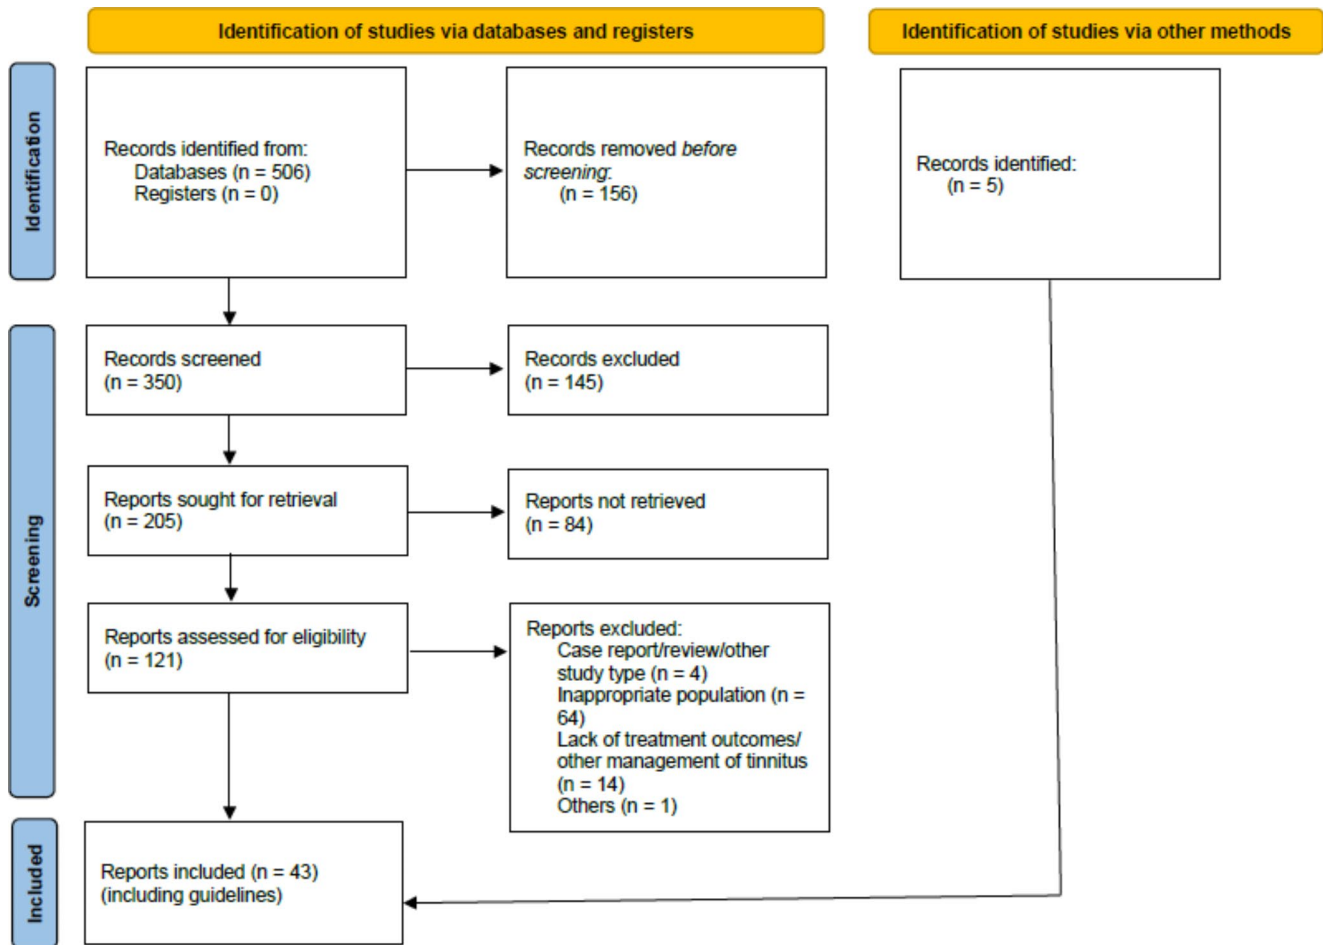 Identification of studies via databases and registers
Identification of studies via other methods
Identification
Records identified from:
Databases (n = 506)
Registers (n = 0)
Records removed before
screening:
(n = 156)
Records identified:
(n = 5)
Screening
Records screened
(n = 350)
Records excluded
(n = 145)
Reports sought for retrieval
(n = 205)
Reports not retrieved
(n = 84)
Reports assessed for eligibility
(n = 121)
Reports excluded:
Case report/review/other
study type (n = 4)
Inappropriate population (n =
64)
Lack of treatment outcomes/
other management of tinnitus
(n = 14)
Others (n = 1)
Included
Reports included (n = 43)
(including guidelines)